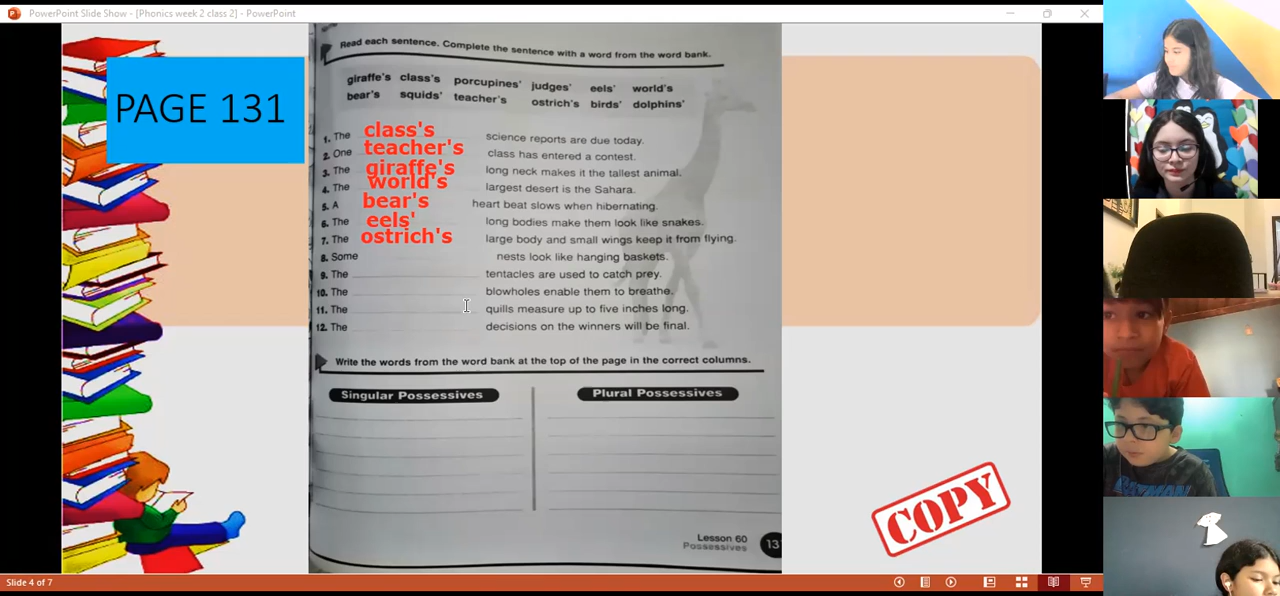 PowerPoint Slide Show - [Phonics week 2 class 2] - PowerPoint
PAGE 131
Read each sentence. Complete the sentence with a word from the word bank.
giraffe's class's porcupines' judges' eels' world's
bear's squids' teacher's ostrich's birds' dolphins'
1. The class's science reports are due today.
2. One teacher's class has entered a contest.
3. The giraffe's long neck makes it the tallest animal.
4. The world's largest desert is the Sahara.
5. A bear's heart beat slows when hibernating.
6. The eels' long bodies make them look like snakes.
7. The ostrich's large body and small wings keep it from flying.
8. Some nests look like hanging baskets.
9. The tentacles are used to catch prey.
10. The blowholes enable them to breathe.
11. The quills measure up to five inches long.
12. The decisions on the winners will be final.
Write the words from the word bank at the top of the page in the correct columns.
Singular Possessives Plural Possessives
Lesson 60
Possessives
131
COPY
Slide 4 of 7